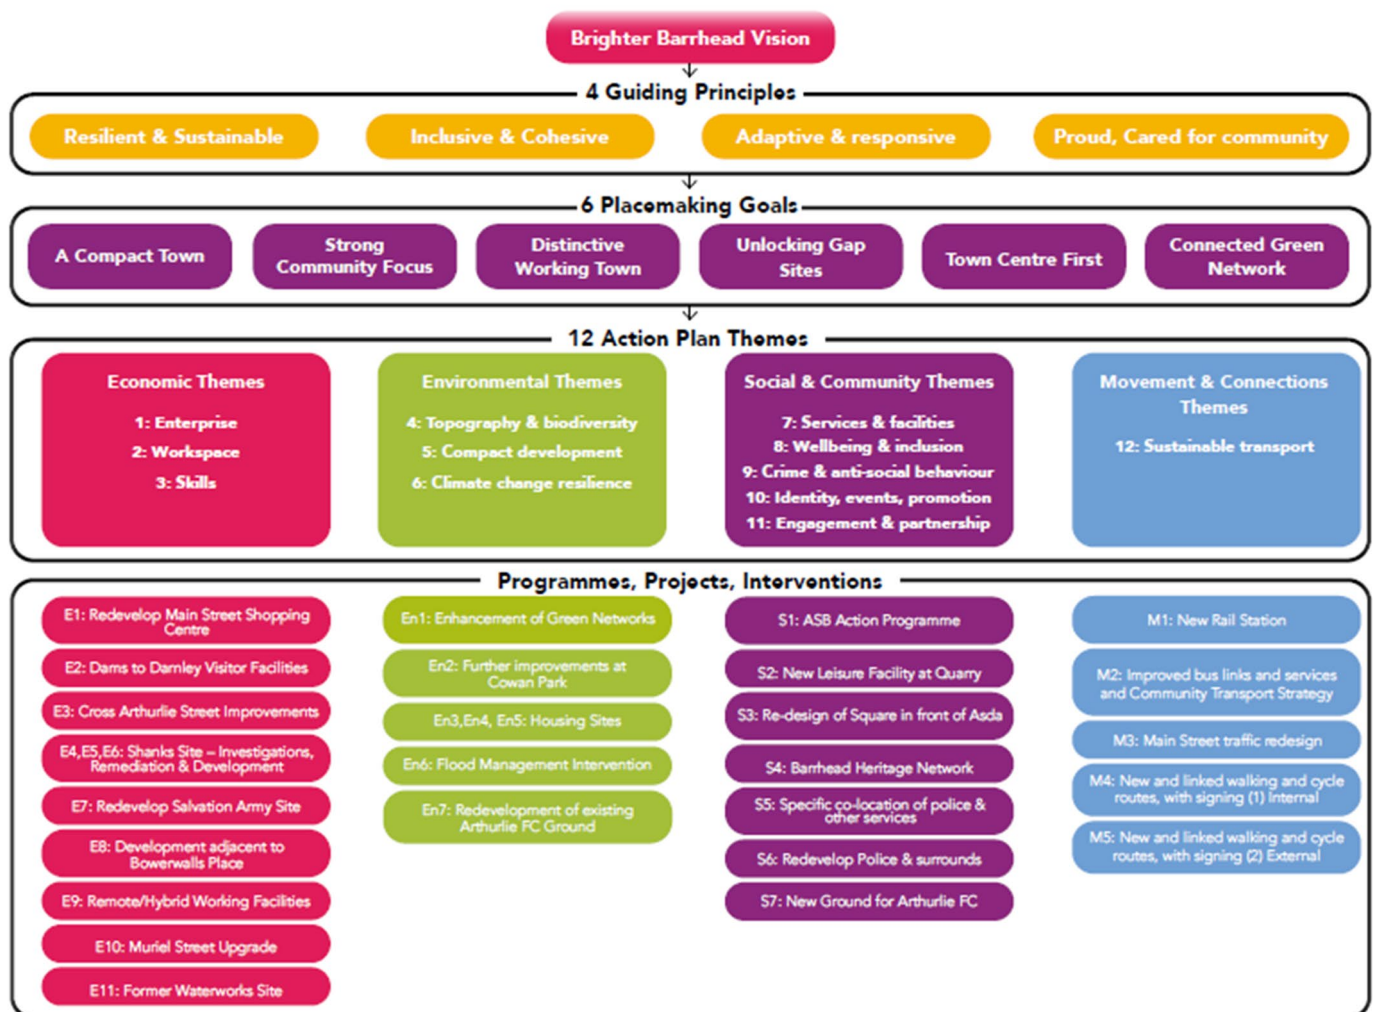 Brighter Barrhead Vision
4 Guiding Principles
Resilient & Sustainable
Inclusive & Cohesive
Adaptive & responsive
Proud, Cared for community
6 Placemaking Goals
A Compact Town
Strong
Community Focus
Distinctive
Working Town
Unlocking Gap
Sites
Town Centre First
Connected Green
Network
12 Action Plan Themes
Economic Themes
1: Enterprise
2: Workspace
3: Skills
Environmental Themes
4: Topography & biodiversity
5: Compact development
6: Climate change resilience
Social & Community Themes
7: Services & facilities
8: Wellbeing & inclusion
9: Crime & anti-social behaviour
10: Identity, events, promotion
11: Engagement & partnership
Movement & Connections
Themes
12: Sustainable transport
Programmes, Projects, Interventions
E1: Redevelop Main Street Shopping
Centre
E2: Dams to Darnley Visitor Facilities
E3: Cross Arthurlie Street Improvements
E4,E5,E6: Shanks Site – Investigations,
Remediation & Development
E7: Redevelop Salvation Army Site
E8: Development adjacent to
Bowerwalls Place
E9: Remote/Hybrid Working Facilities
E10: Muriel Street Upgrade
E11: Former Waterworks Site
En1: Enhancement of Green Networks
En2: Further improvements at
Cowan Park
En3,En4, En5: Housing Sites
En6: Flood Management Intervention
En7: Redevelopment of existing
Arthurlie FC Ground
S1: ASB Action Programme
S2: New Leisure Facility at Quarry
S3: Re-design of Square in front of Asda
S4: Barrhead Heritage Network
S5: Specific co-location of police &
other services
S6: Redevelop Police & surrounds
S7: New Ground for Arthurlie FC
M1: New Rail Station
M2: Improved bus links and services
and Community Transport Strategy
M3: Main Street traffic redesign
M4: New and linked walking and cycle
routes, with signing (1) Internal
M5: New and linked walking and cycle
routes, with signing (2) External